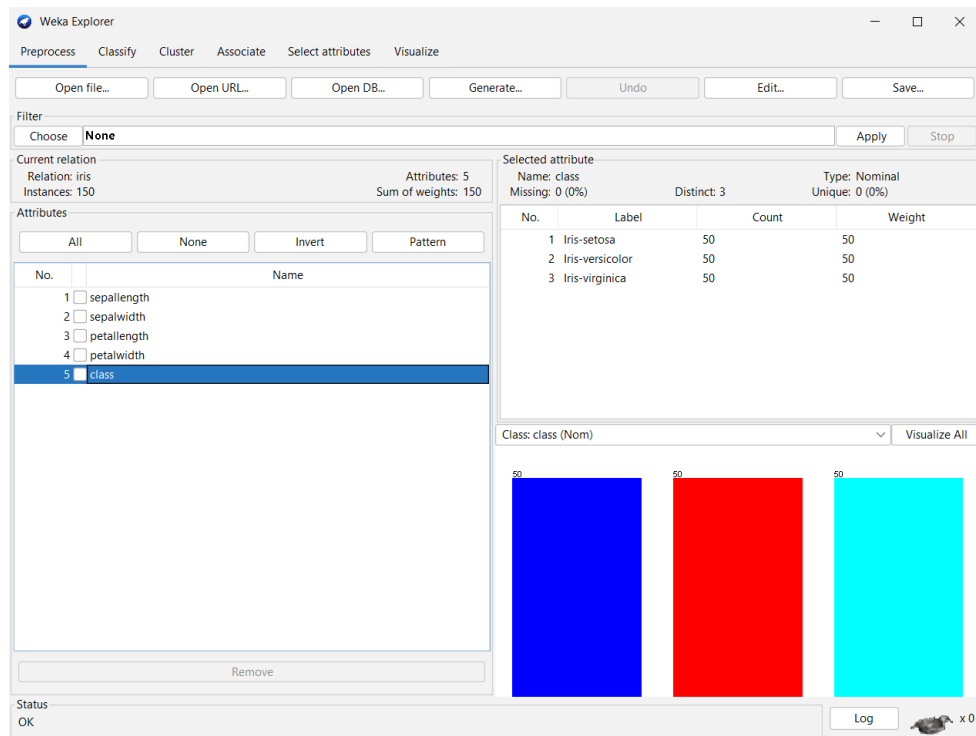 Weka Explorer
Preprocess Classify Cluster Associate Select attributes Visualize
Open file... Open URL... Open DB... Generate... Undo Edit... Save...
Filter
Choose None Apply Stop
Current relation
Relation: iris Attributes: 5
Instances: 150 Sum of weights: 150
Attributes
All None Invert Pattern
No. Name
1 sepallength
2 sepalwidth
3 petallength
4 petalwidth
5 class
Remove
Selected attribute
Name: class Type: Nominal
Missing: 0 (0%) Distinct: 3 Unique: 0 (0%)
No. Label Count Weight
1 Iris-setosa 50 50
2 Iris-versicolor 50 50
3 Iris-virginica 50 50
Class: class (Nom) Visualize All
50 50 50
Status
OK
Log x 0